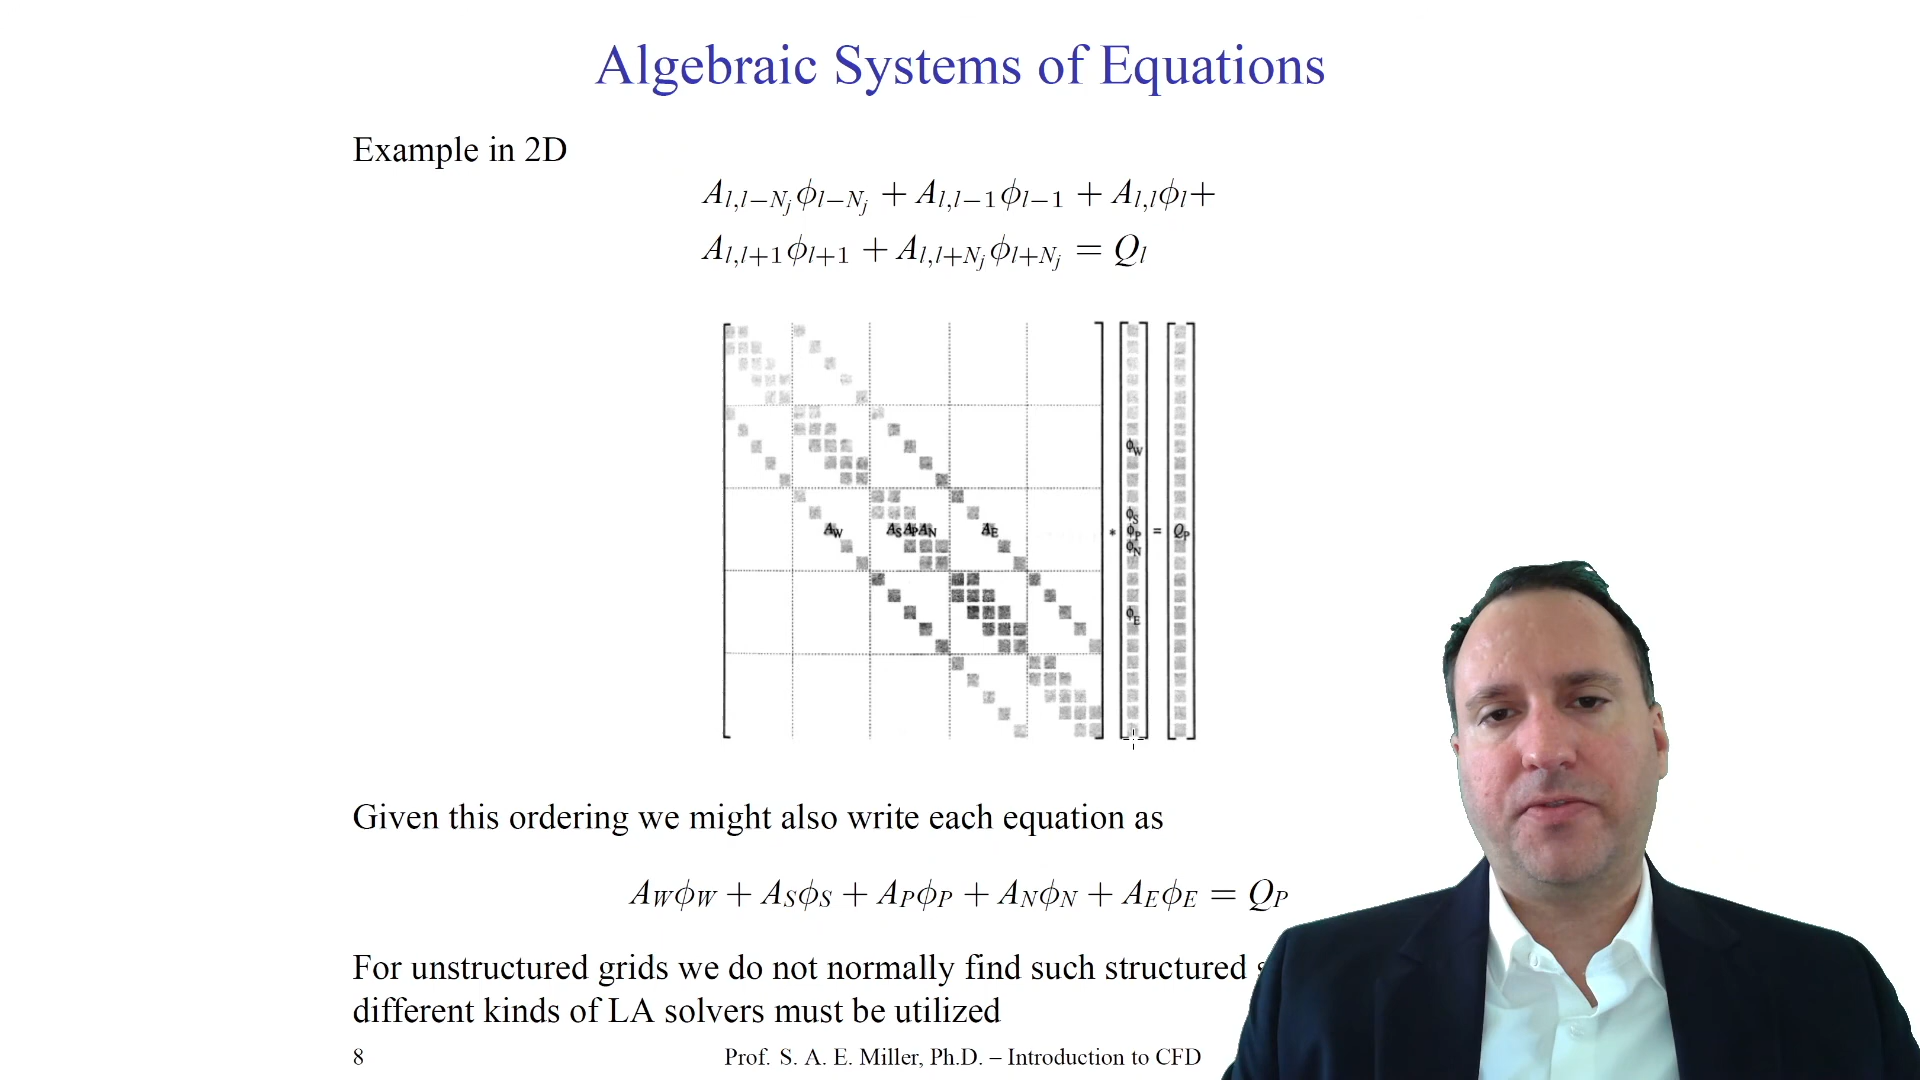 Algebraic Systems of Equations
Example in 2D
A_{l,l−N_j}ϕ_{l−N_j} + A_{l,l−1}ϕ_{l−1} + A_{l,l}ϕ_l+
A_{l,l+1}ϕ_{l+1} + A_{l,l+N_j}ϕ_{l+N_j} = Q_l
ϕ_W
ϕ_S
A_W A_S A_P A_N A_E * ϕ_P = Q_P
ϕ_N
ϕ_E
Given this ordering we might also write each equation as
A_Wϕ_W + A_Sϕ_S + A_Pϕ_P + A_Nϕ_N + A_Eϕ_E = Q_P
For unstructured grids we do not normally find such structured
different kinds of LA solvers must be utilized
8 Prof. S. A. E. Miller, Ph.D. – Introduction to CFD